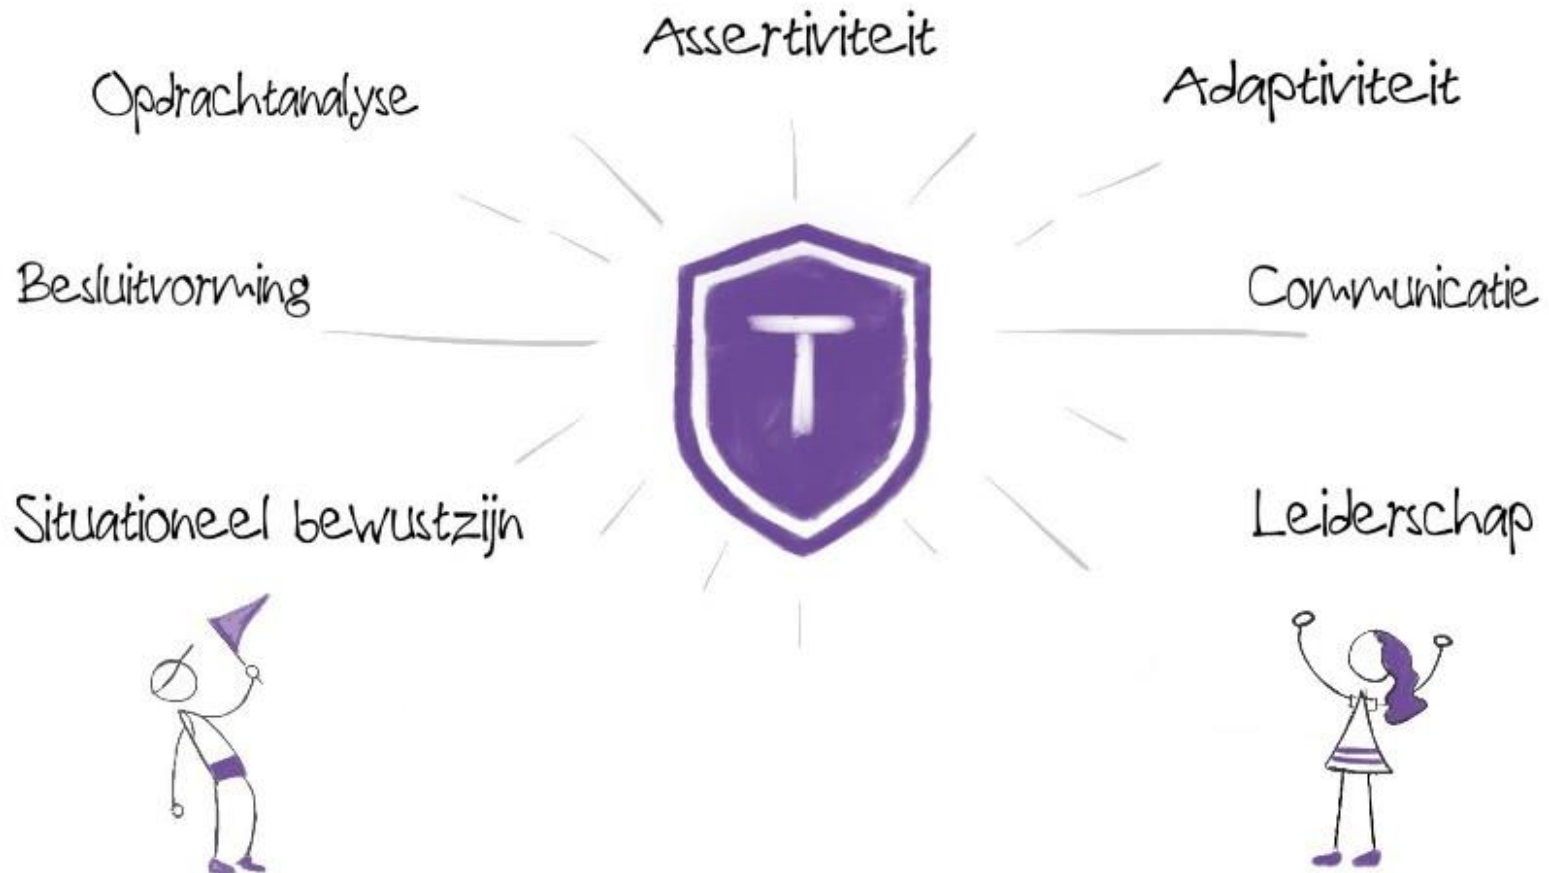 Assertiviteit
Opdrachtanalyse
Adaptiviteit
Besluitvorming
Communicatie
T
Situationeel bewustzijn
Leiderschap